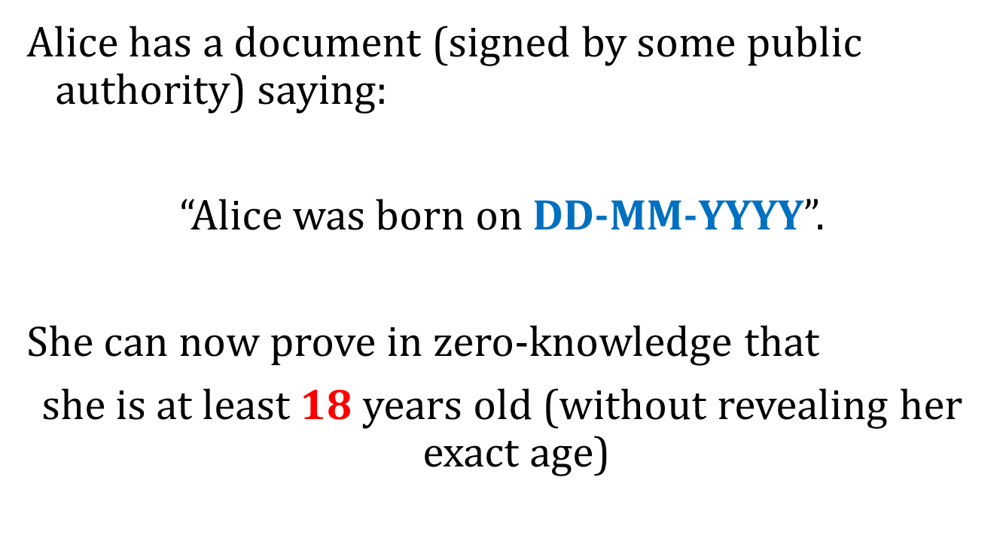 Alice has a document (signed by some public
authority) saying:
“Alice was born on DD-MM-YYYY”.
She can now prove in zero-knowledge that
she is at least 18 years old (without revealing her
exact age)